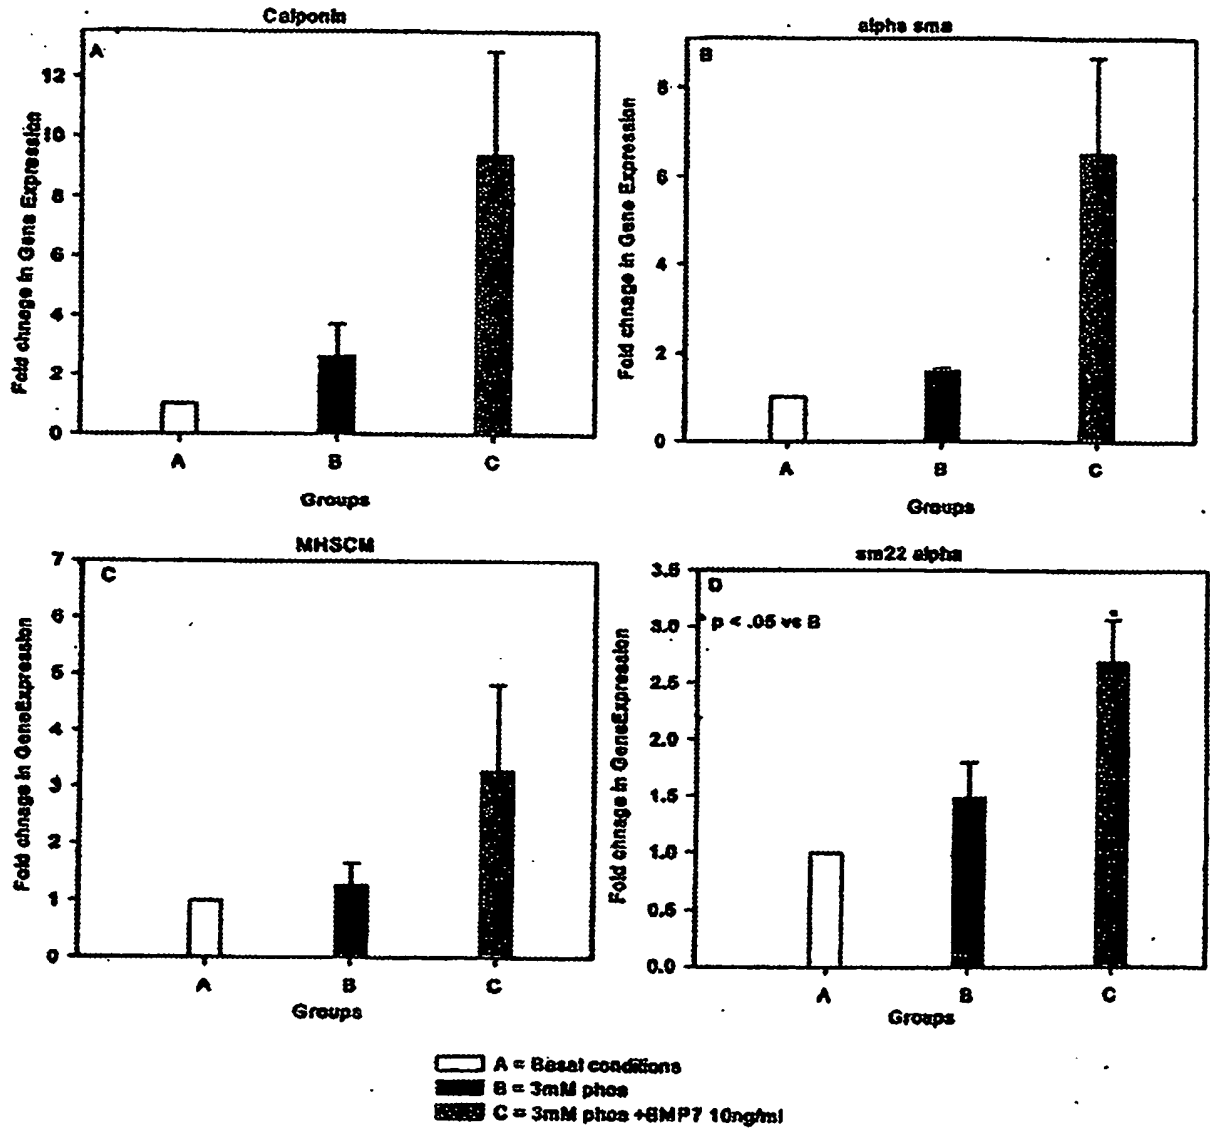 Calponin
A
12
10
8
6
4
2
0
Fold chnage in Gene Expression
A B C
Groups
alpha sma
B
8
6
4
2
0
Fold chnage in Gene Expression
A B C
Groups
MHSCM
C
7
6
5
4
3
2
1
0
Fold chnage in GeneExpression
A B C
Groups
sm22 alpha
D
* p < .05 vs B
*
3.5
3.0
2.5
2.0
1.5
1.0
0.5
0.0
Fold chnage in GeneExpression
A B C
Groups
A = Basal conditions
B = 3mM phos
C = 3mM phos +BMP7 10ng/ml